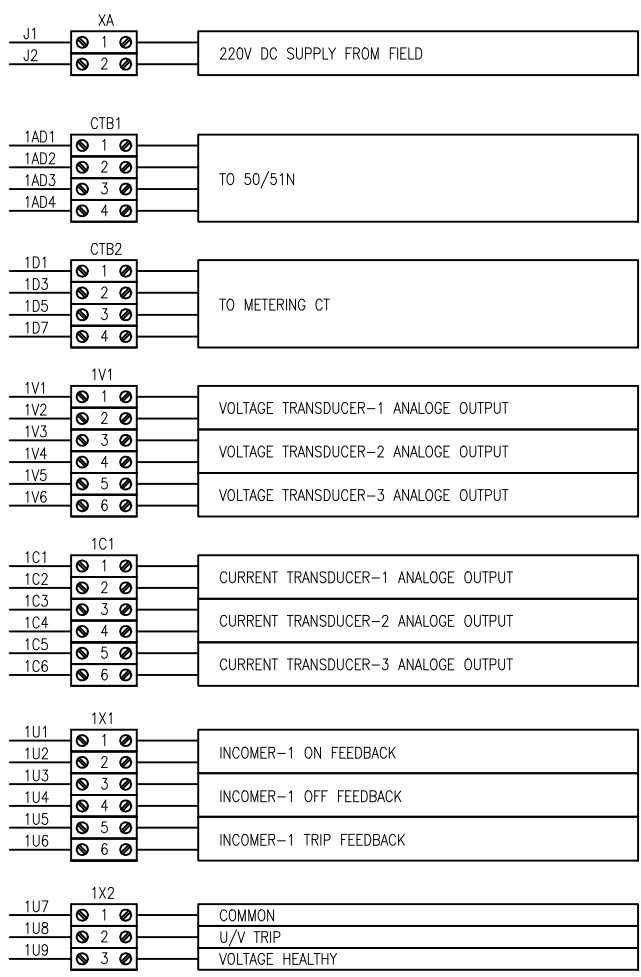 XA
J1 1
J2 2
220V DC SUPPLY FROM FIELD
CTB1
1AD1 1
1AD2 2
1AD3 3
1AD4 4
TO 50/51N
CTB2
1D1 1
1D3 2
1D5 3
1D7 4
TO METERING CT
1V1
1V1 1
1V2 2
VOLTAGE TRANSDUCER-1 ANALOGE OUTPUT
1V3 3
1V4 4
VOLTAGE TRANSDUCER-2 ANALOGE OUTPUT
1V5 5
1V6 6
VOLTAGE TRANSDUCER-3 ANALOGE OUTPUT
1C1
1C1 1
1C2 2
CURRENT TRANSDUCER-1 ANALOGE OUTPUT
1C3 3
1C4 4
CURRENT TRANSDUCER-2 ANALOGE OUTPUT
1C5 5
1C6 6
CURRENT TRANSDUCER-3 ANALOGE OUTPUT
1X1
1U1 1
1U2 2
INCOMER-1 ON FEEDBACK
1U3 3
1U4 4
INCOMER-1 OFF FEEDBACK
1U5 5
1U6 6
INCOMER-1 TRIP FEEDBACK
1X2
1U7 1 COMMON
1U8 2 U/V TRIP
1U9 3 VOLTAGE HEALTHY